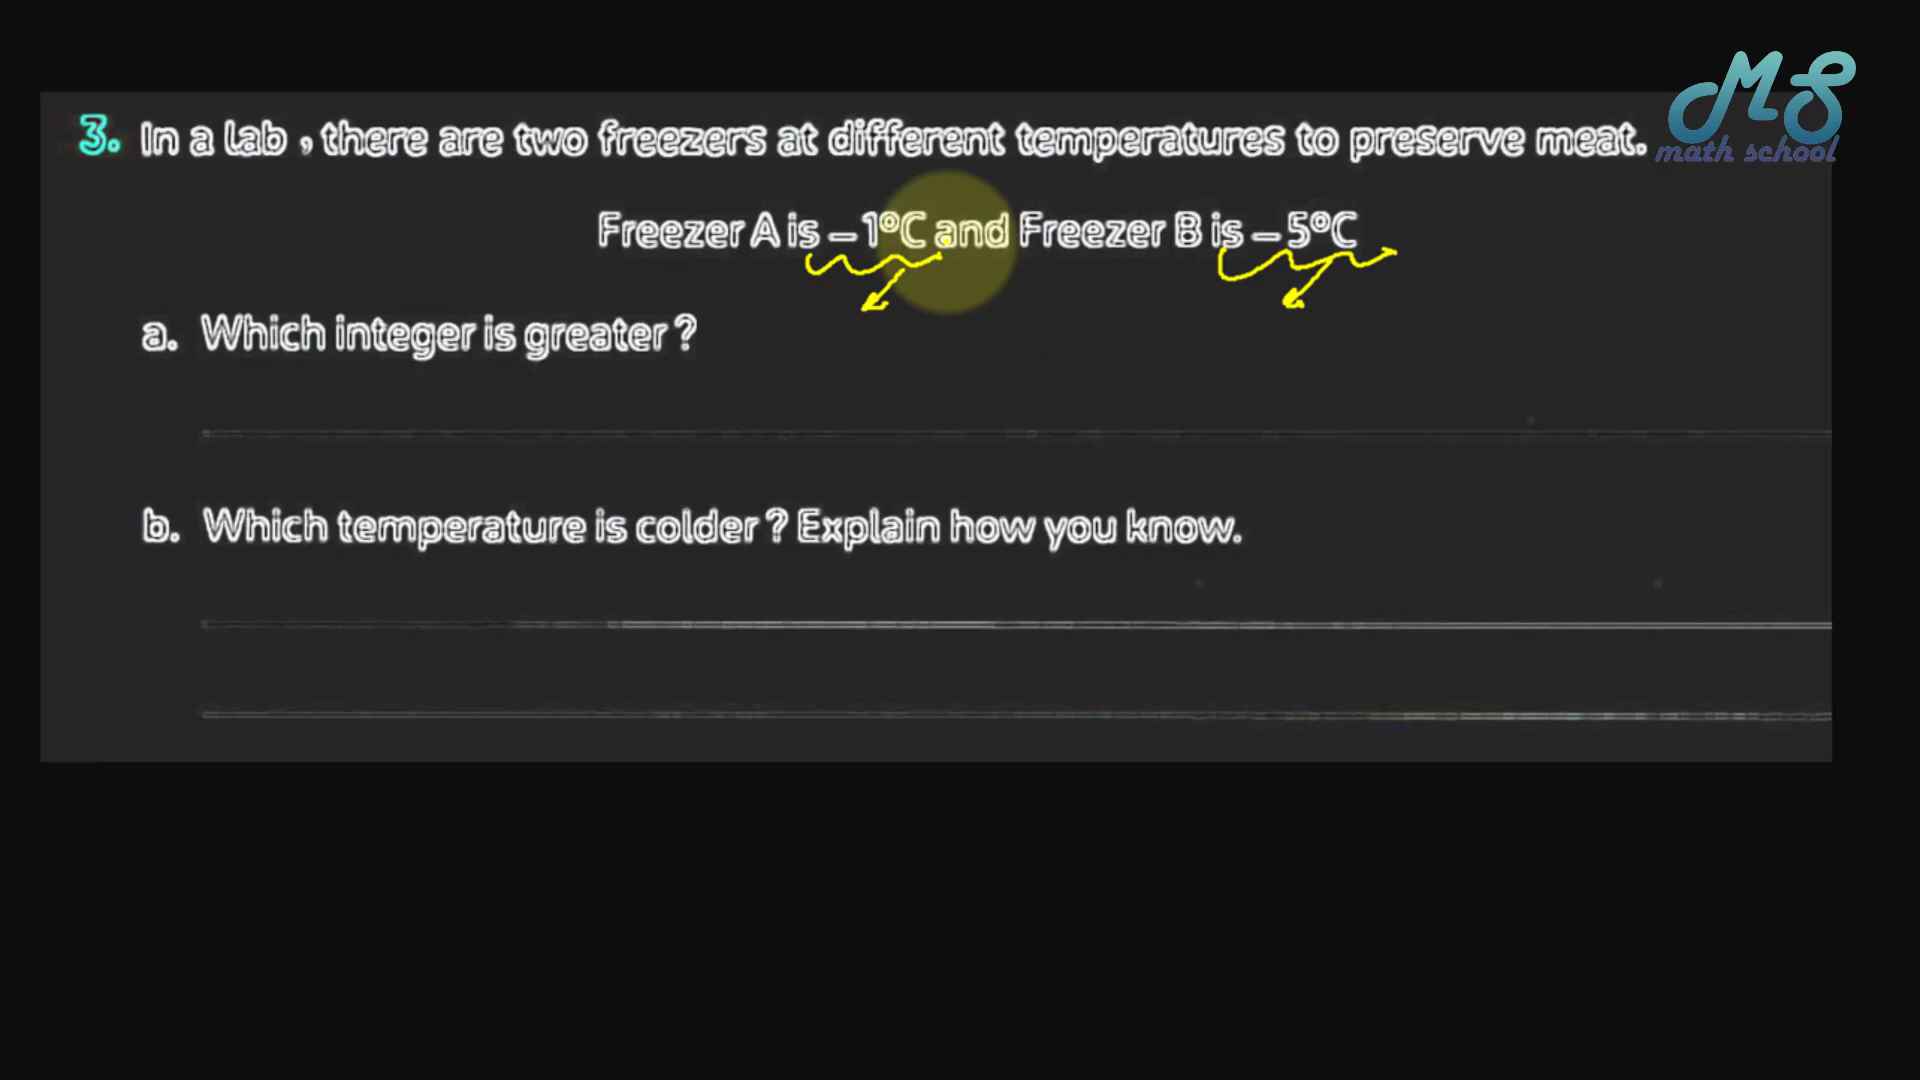 MS
math school
3. In a lab , there are two freezers at different temperatures to preserve meat.
Freezer A is – 1°C and Freezer B is – 5°C
a. Which integer is greater ?
b. Which temperature is colder ? Explain how you know.